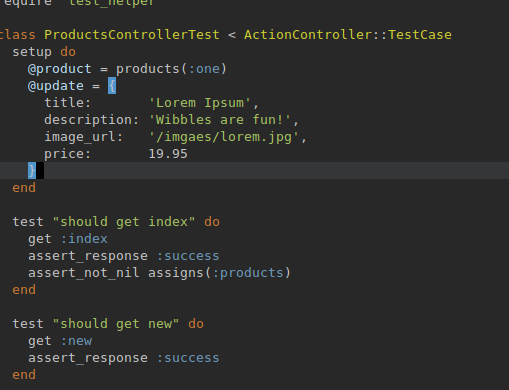 equire "test_helper"
class ProductsControllerTest < ActionController::TestCase
  setup do
    @product = products(:one)
    @update = {
      title:       'Lorem Ipsum',
      description: 'Wibbles are fun!',
      image_url:   '/imgaes/lorem.jpg',
      price:       19.95
    }
  end
  test "should get index" do
    get :index
    assert_response :success
    assert_not_nil assigns(:products)
  end
  test "should get new" do
    get :new
    assert_response :success
  end